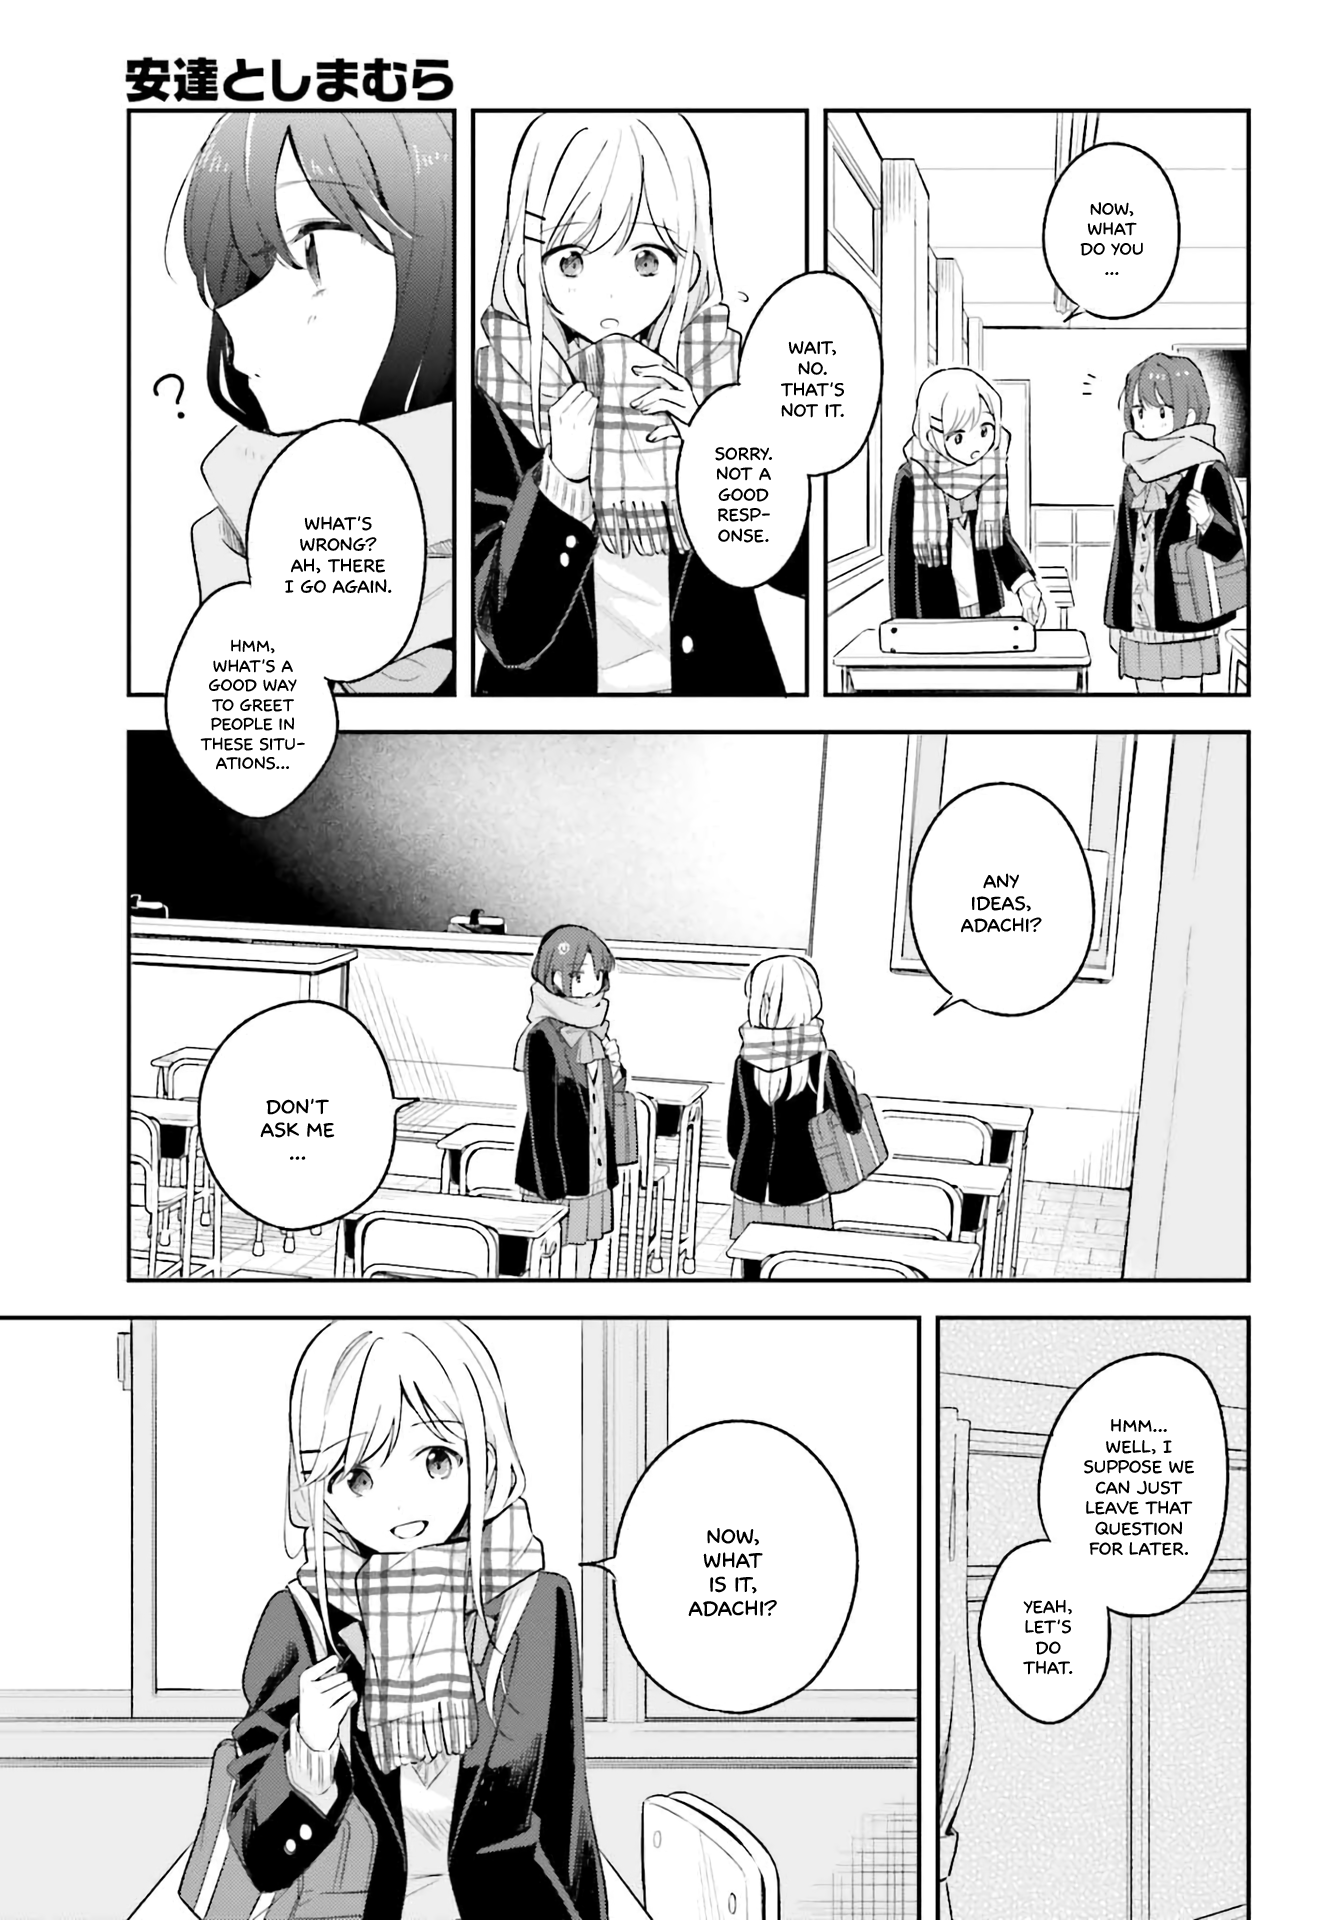 安達としまむら
NOW,
WHAT
DO YOU
...
WAIT,
NO.
THAT'S
NOT IT.
SORRY.
NOT A
GOOD
RESP-
ONSE.
?
WHAT'S
WRONG?
AH, THERE
I GO AGAIN.
HMM,
WHAT'S A
GOOD WAY
TO GREET
PEOPLE IN
THESE SITU-
ATIONS...
ANY
IDEAS,
ADACHI?
DON'T
ASK ME
...
HMM...
WELL, I
SUPPOSE WE
CAN JUST
LEAVE THAT
QUESTION
FOR LATER.
YEAH,
LET'S
DO
THAT.
NOW,
WHAT
IS IT,
ADACHI?